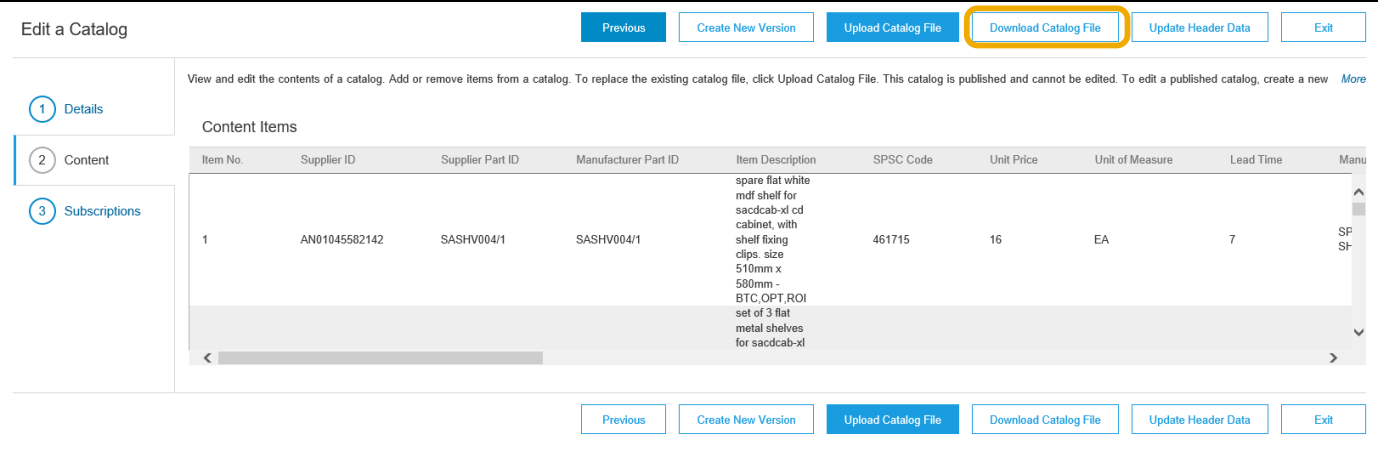 Edit a Catalog
Previous
Create New Version
Upload Catalog File
Download Catalog File
Update Header Data
Exit
View and edit the contents of a catalog. Add or remove items from a catalog. To replace the existing catalog file, click Upload Catalog File. This catalog is published and cannot be edited. To edit a published catalog, create a new More
1 Details
2 Content
3 Subscriptions
Content Items
Item No. Supplier ID Supplier Part ID Manufacturer Part ID Item Description SPSC Code Unit Price Unit of Measure Lead Time Manu
1 AN01045582142 SASHV004/1 SASHV004/1
spare flat white
mdf shelf for
sacdcab-xl cd
cabinet, with
shelf fixing
clips. size
510mm x
580mm -
BTC,OPT,ROI
461715 16 EA 7
SP
SH
set of 3 flat
metal shelves
for sacdcab-xl
Previous
Create New Version
Upload Catalog File
Download Catalog File
Update Header Data
Exit